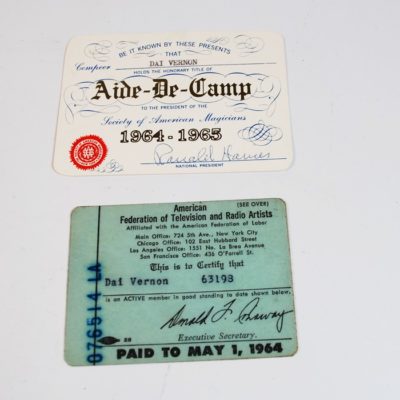 BE IT KNOWN BY THESE PRESENTS
THAT
Compeer DAI VERNON
HOLDS THE HONORARY TITLE OF
Aide-De-Camp
TO THE PRESIDENT OF THE
Society of American Magicians
1964-1965
NATIONAL PRESIDENT
American (SEE OVER)
Federation of Television and Radio Artists
Affiliated with the American Federation of Labor
Main Office: 724 5th Ave., New York City
Chicago Office: 102 East Hubbard Street
Los Angeles Office: 1551 No. La Brea Avenue
San Francisco Office: 436 O'Farrell St.
This is to Certify that
Dai Vernon 63193
is an ACTIVE member in good standing to date shown below.
Executive Secretary.
PAID TO MAY 1, 1964
076514 LA